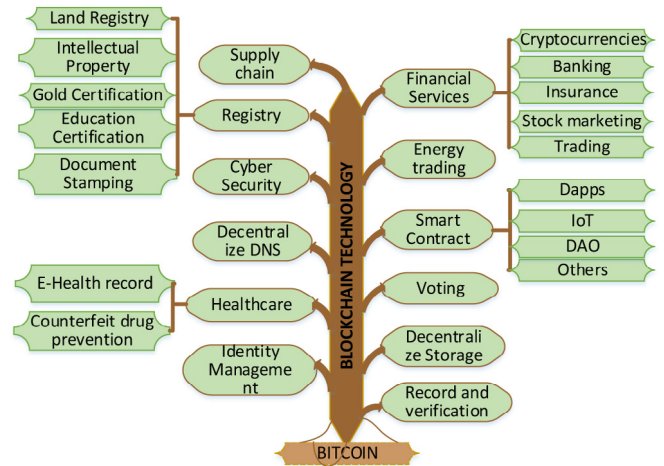 Land Registry
Intellectual
Property
Gold Certification
Education
Certification
Document
Stamping
E-Health record
Counterfeit drug
prevention
Supply
chain
Registry
Cyber
Security
Decentral
ize DNS
Healthcare
Identity
Manageme
nt
BLOCKCHAIN TECHNOLOGY
BITCOIN
Financial
Services
Energy
trading
Smart
Contract
Voting
Decentrali
ze Storage
Record and
verification
Cryptocurrencies
Banking
Insurance
Stock marketing
Trading
Dapps
IoT
DAO
Others